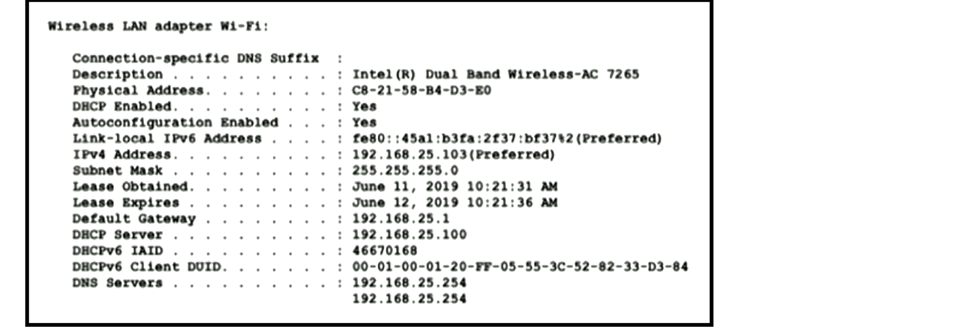 Wireless LAN adapter Wi-Fi:
Connection-specific DNS Suffix :
Description . . . . . . . . . . . : Intel(R) Dual Band Wireless-AC 7265
Physical Address. . . . . . . . . : C8-21-58-B4-D3-E0
DHCP Enabled. . . . . . . . . . . : Yes
Autoconfiguration Enabled . . . . : Yes
Link-local IPv6 Address . . . . . : fe80::45a1:b3fa:2f37:bf37%2(Preferred)
IPv4 Address. . . . . . . . . . . : 192.168.25.103(Preferred)
Subnet Mask . . . . . . . . . . . : 255.255.255.0
Lease Obtained. . . . . . . . . . : June 11, 2019 10:21:31 AM
Lease Expires . . . . . . . . . . : June 12, 2019 10:21:36 AM
Default Gateway . . . . . . . . . : 192.168.25.1
DHCP Server . . . . . . . . . . . : 192.168.25.100
DHCPv6 IAID . . . . . . . . . . . : 46670168
DHCPv6 Client DUID. . . . . . . . : 00-01-00-01-20-FF-05-55-3C-52-82-33-D3-84
DNS Servers . . . . . . . . . . . : 192.168.25.254
192.168.25.254